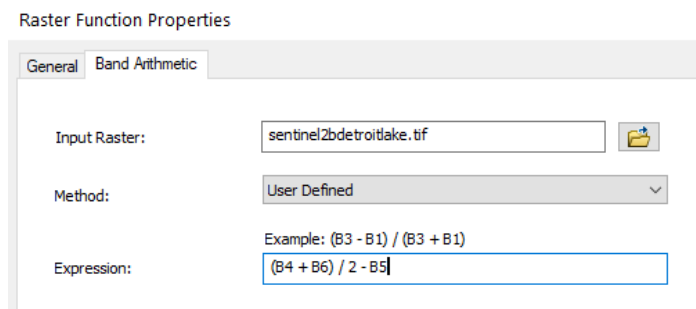 Raster Function Properties
General Band Arithmetic
Input Raster: sentinel2bdetroitlake.tif
Method: User Defined
Example: (B3 - B1) / (B3 + B1)
Expression: (B4 + B6) / 2 - B5